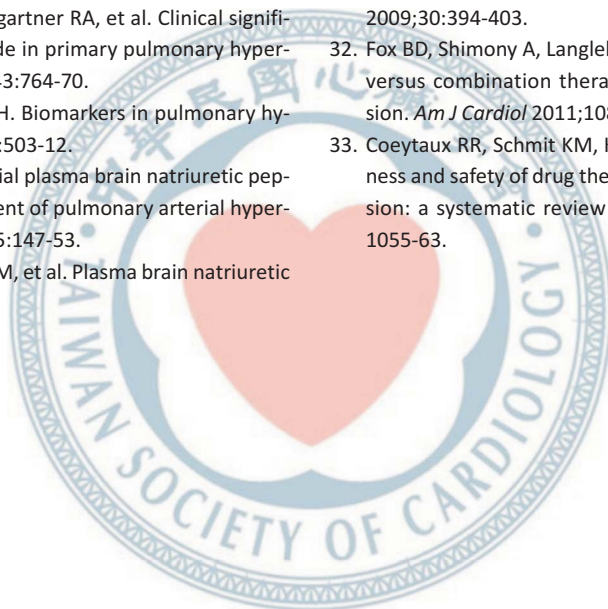 gartner RA, et al. Clinical signifi-
de in primary pulmonary hyper-
3:764-70.
H. Biomarkers in pulmonary hy-
:503-12.
ial plasma brain natriuretic pep-
ent of pulmonary arterial hyper-
5:147-53.
M, et al. Plasma brain natriuretic
2009;30:394-403.
32. Fox BD, Shimony A, Langleb
versus combination thera
sion. Am J Cardiol 2011;108
33. Coeytaux RR, Schmit KM, H
ness and safety of drug the
sion: a systematic review
1055-63.
中華民國心臟學會
TAIWAN SOCIETY OF CARDIOLOGY